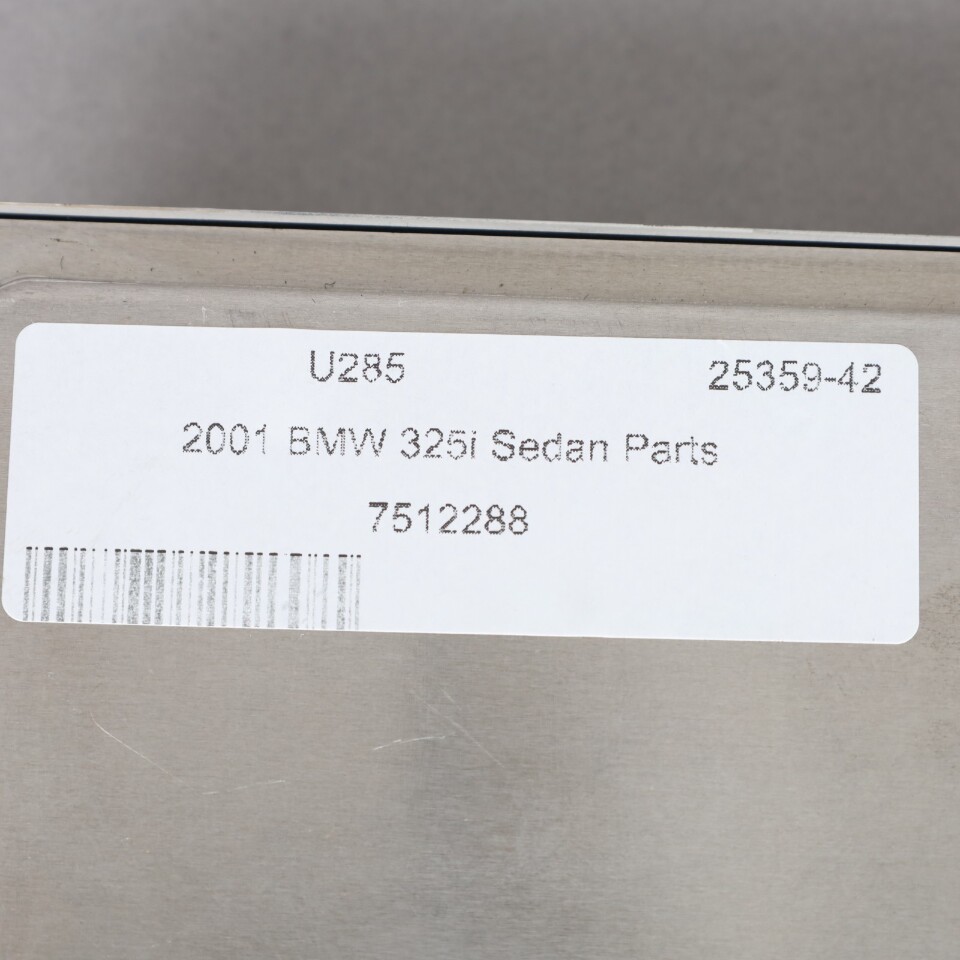 U285 25359-42
2001 BMW 325i Sedan Parts
7512288